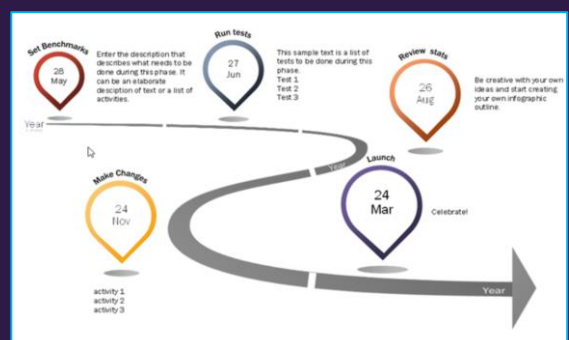 Set Benchmarks
28
May
Enter the description that
describes what needs to be
done during this phase. It
can be an elaborate
desciption of text or a list of
activities.
Run tests
27
Jun
This sample text is a list of
tests to be done during this
phase.
Test 1
Test 2
Test 3
Review stats
26
Aug
Be creative with your own
ideas and start creating
your own infographic
outline.
Year
Make Changes
24
Nov
activity 1
activity 2
activity 3
Year
Launch
24
Mar
Celebrate!
Year